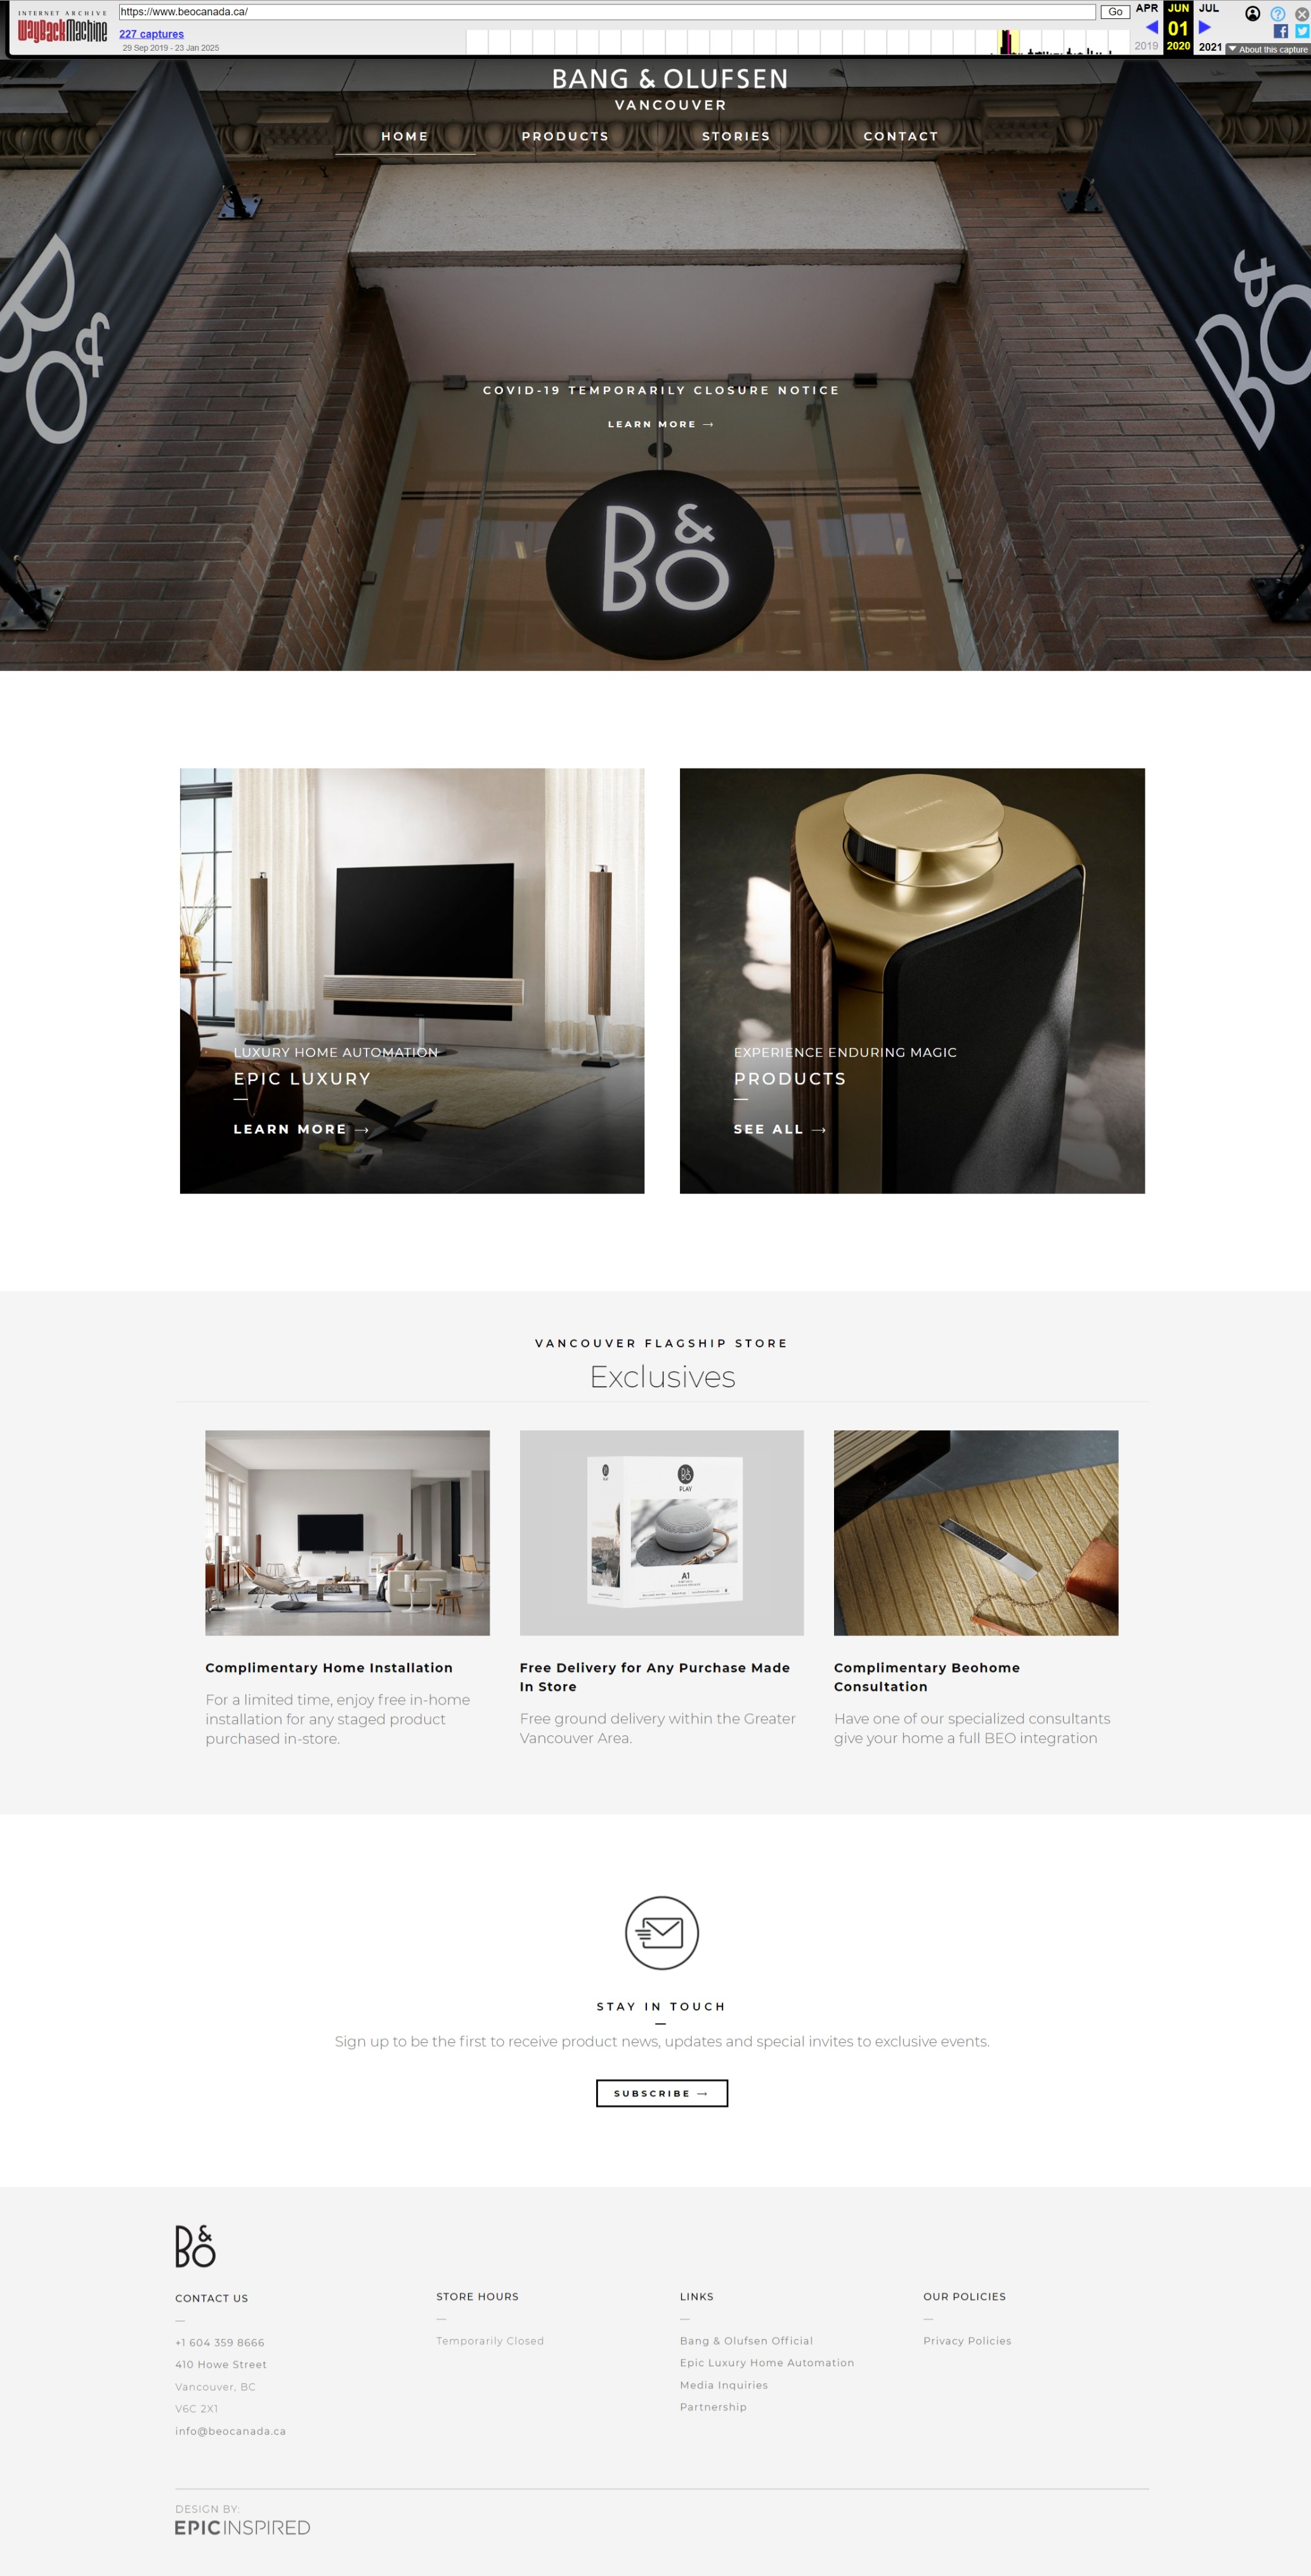 INTERNET ARCHIVE
WayBackMachine
https://www.beocanada.ca/
Go
227 captures
29 Sep 2019 - 23 Jan 2025
APR JUN JUL
01
2019 2020 2021
About this capture
BANG & OLUFSEN
VANCOUVER
HOME PRODUCTS STORIES CONTACT
B&O
B&O
COVID-19 TEMPORARILY CLOSURE NOTICE
LEARN MORE →
B&O
LUXURY HOME AUTOMATION
EPIC LUXURY
LEARN MORE →
EXPERIENCE ENDURING MAGIC
PRODUCTS
SEE ALL →
VANCOUVER FLAGSHIP STORE
Exclusives
B&O
PLAY
A1
Complimentary Home Installation
For a limited time, enjoy free in-home
installation for any staged product
purchased in-store.
Free Delivery for Any Purchase Made
In Store
Free ground delivery within the Greater
Vancouver Area.
Complimentary Beohome
Consultation
Have one of our specialized consultants
give your home a full BEO integration
STAY IN TOUCH
Sign up to be the first to receive product news, updates and special invites to exclusive events.
SUBSCRIBE →
B&O
CONTACT US
+1 604 359 8666
410 Howe Street
Vancouver, BC
V6C 2X1
info@beocanada.ca
STORE HOURS
Temporarily Closed
LINKS
Bang & Olufsen Official
Epic Luxury Home Automation
Media Inquiries
Partnership
OUR POLICIES
Privacy Policies
DESIGN BY:
EPICINSPIRED